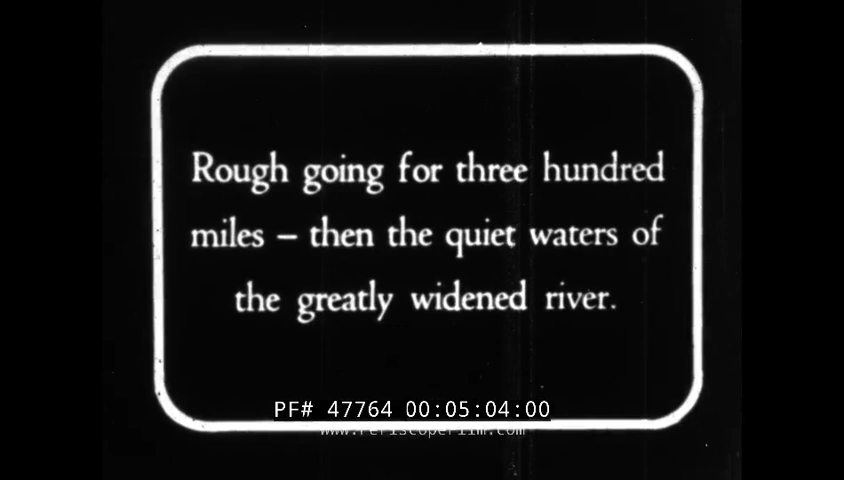 Rough going for three hundred
miles – then the quiet waters of
the greatly widened river.
PF# 47764 00:05:04:00
www.PeriscopeFilm.com